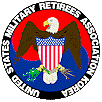 UNITED STATES MILITARY RETIREES ASSOCIATION KOREA